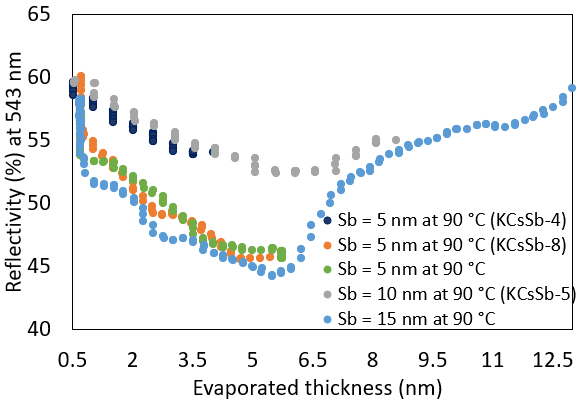 65
60
55
50
45
40
Reflectivity (%) at 543 nm
Sb = 5 nm at 90 °C (KCsSb-4)
Sb = 5 nm at 90 °C (KCsSb-8)
Sb = 5 nm at 90 °C
Sb = 10 nm at 90 °C (KCsSb-5)
Sb = 15 nm at 90 °C
0.5 2 3.5 5 6.5 8 9.5 11 12.5
Evaporated thickness (nm)